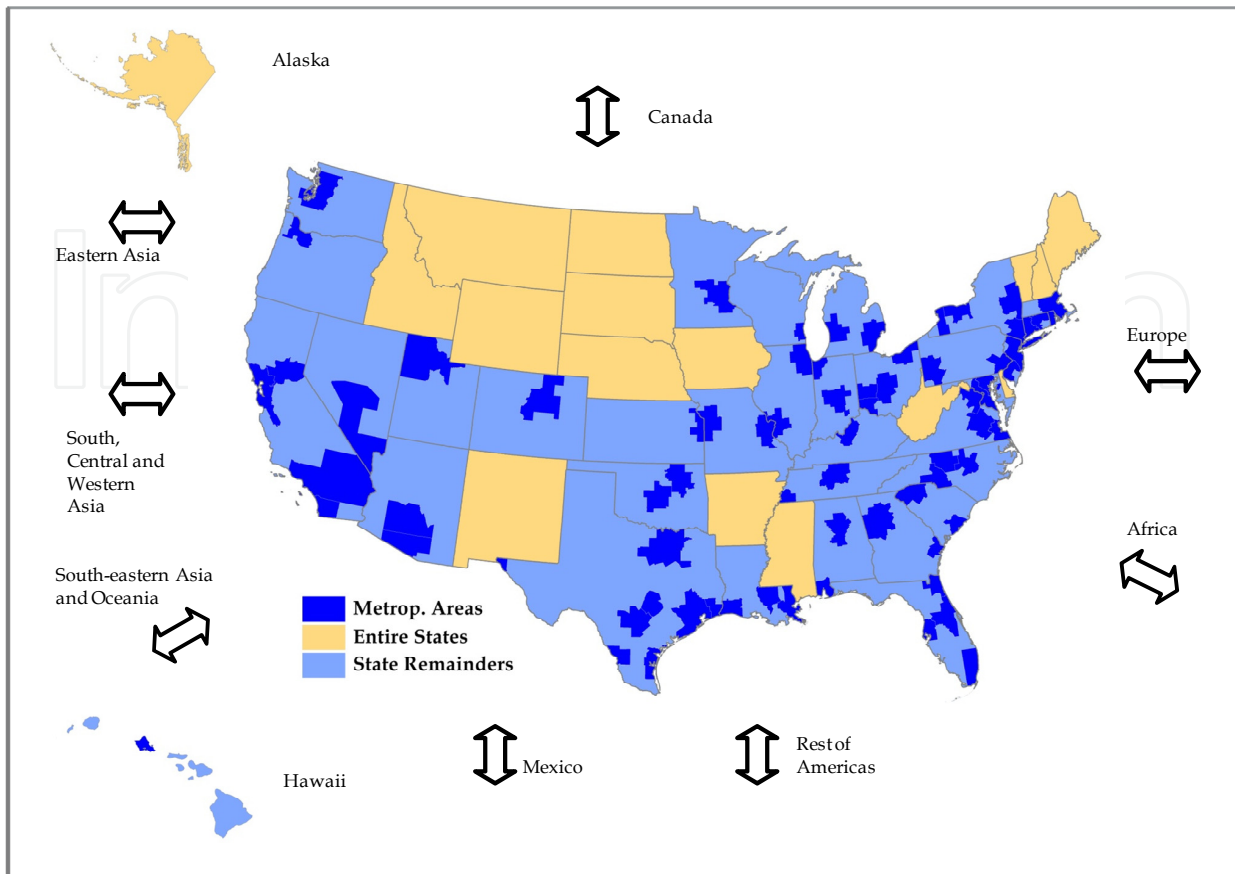 Alaska
Canada
Eastern Asia
Europe
South,
Central and
Western
Asia
Africa
South-eastern Asia
and Oceania
Metrop. Areas
Entire States
State Remainders
Hawaii
Mexico
Rest of
Americas